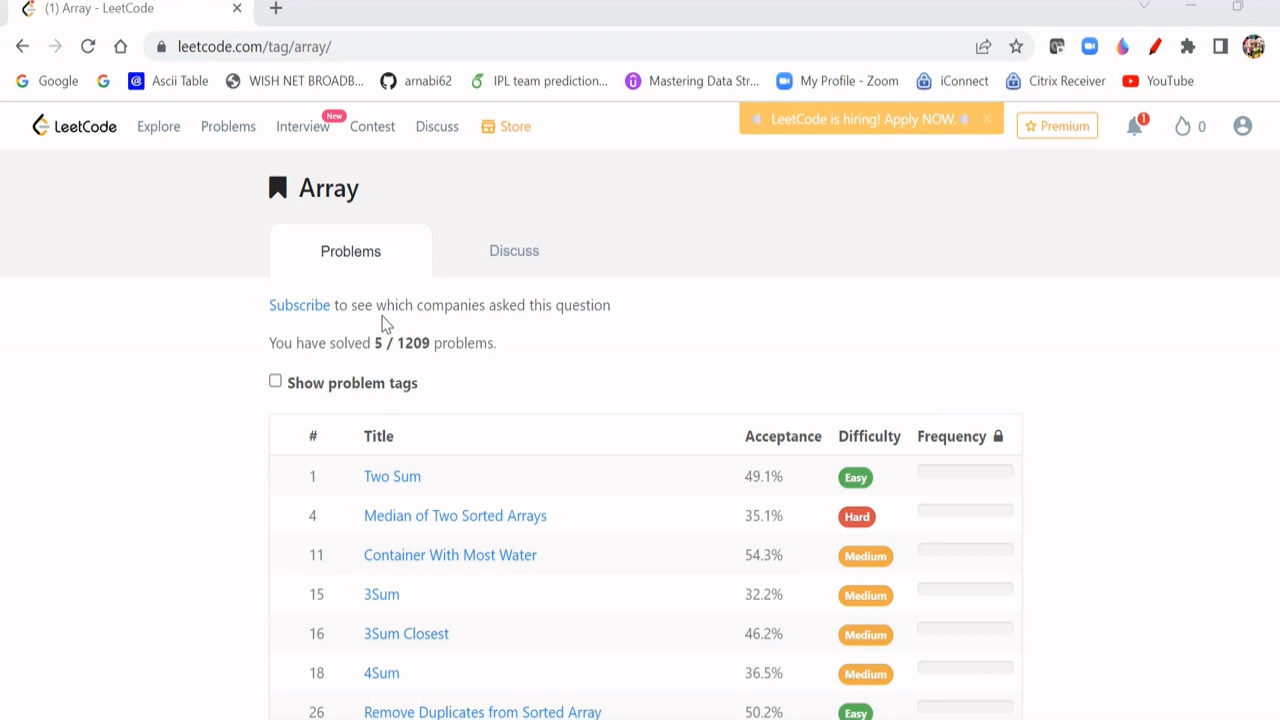 (1) Array - LeetCode
leetcode.com/tag/array/
Google
Ascii Table
WISH NET BROADB...
arnabi62
IPL team prediction...
Mastering Data Str...
My Profile - Zoom
iConnect
Citrix Receiver
YouTube
LeetCode
Explore
Problems
Interview
New
Contest
Discuss
Store
LeetCode is hiring! Apply NOW.
Premium
1
0
Array
Problems
Discuss
Subscribe to see which companies asked this question
You have solved 5 / 1209 problems.
Show problem tags
# Title Acceptance Difficulty Frequency
1 Two Sum 49.1% Easy
4 Median of Two Sorted Arrays 35.1% Hard
11 Container With Most Water 54.3% Medium
15 3Sum 32.2% Medium
16 3Sum Closest 46.2% Medium
18 4Sum 36.5% Medium
26 Remove Duplicates from Sorted Array 50.2% Easy